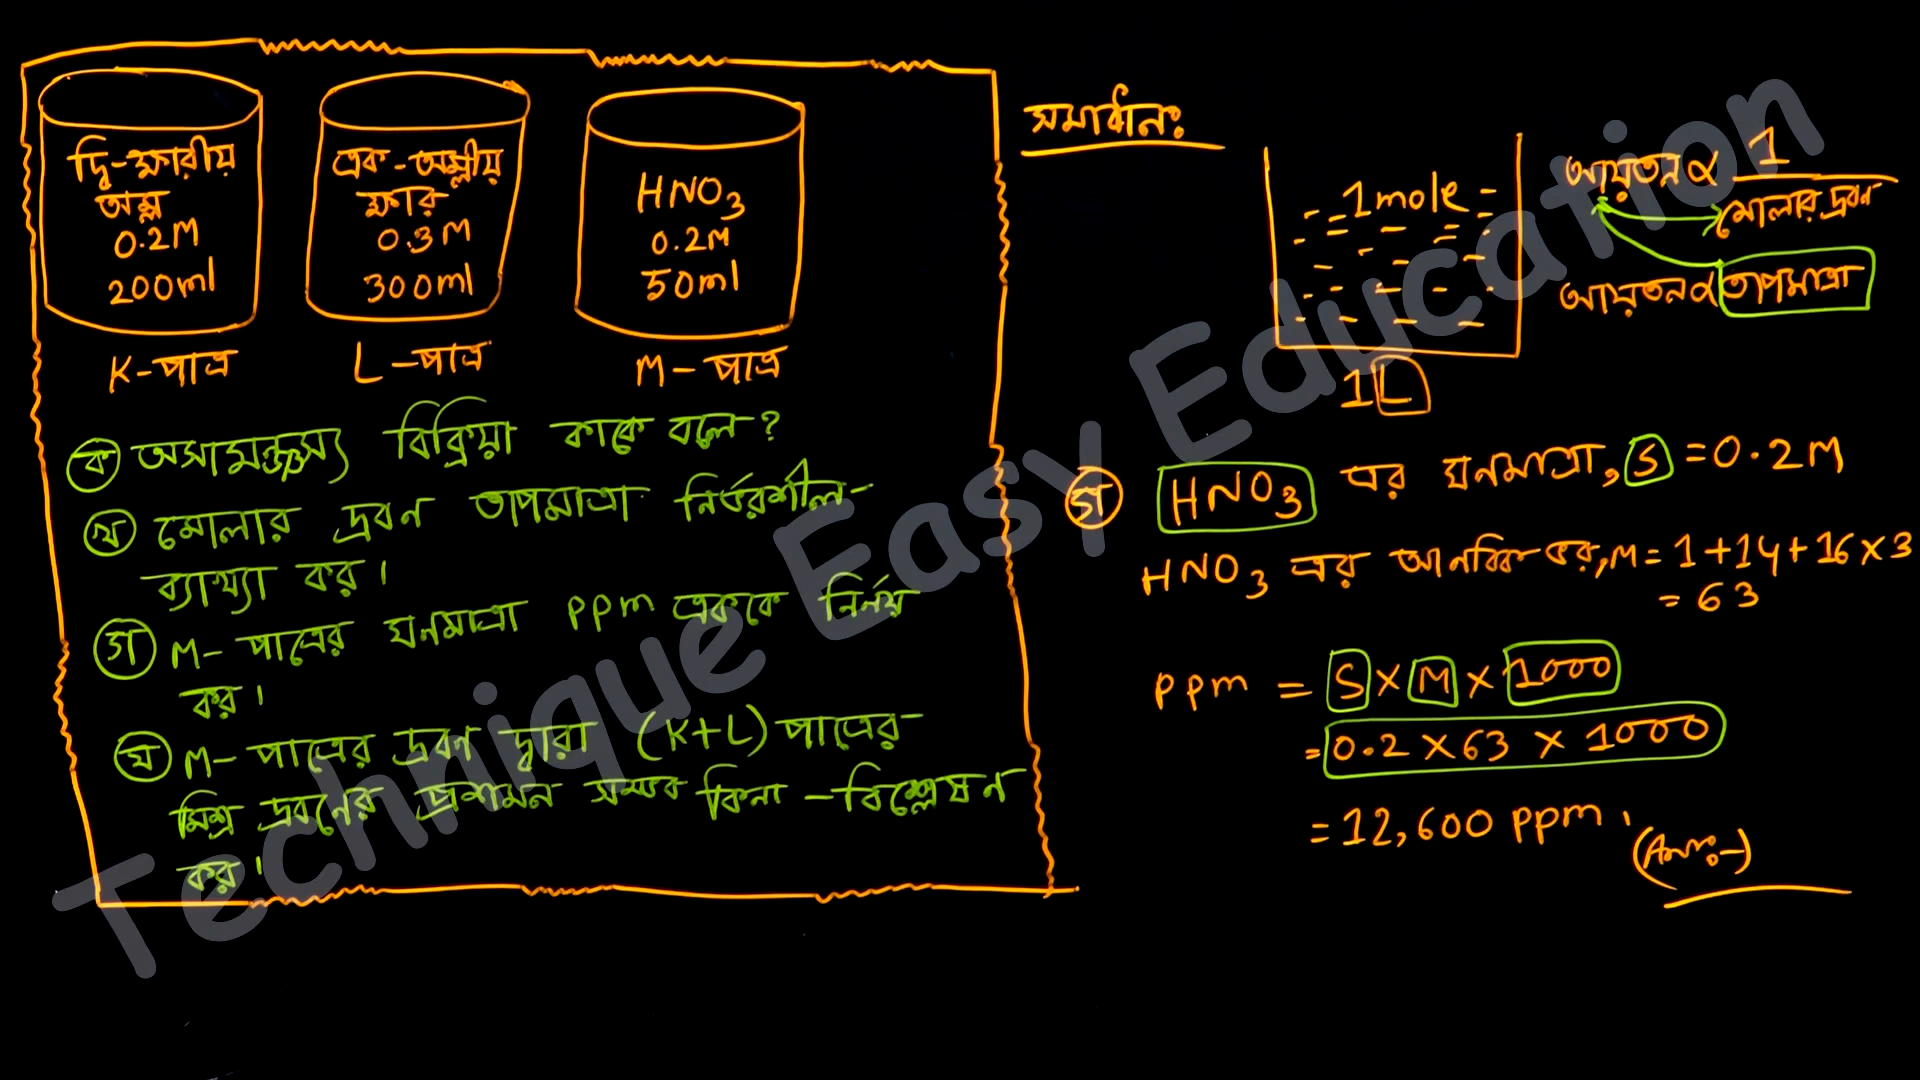 দ্বি-ক্ষারীয়
অম্ল
0.2M
200ml
K-পাত্র
এক-অম্লীয়
ক্ষার
0.3M
300ml
L-পাত্র
HNO3
0.2M
50ml
M-পাত্র
ক অসামঞ্জস্য বিক্রিয়া কাকে বলে?
খ মোলার দ্রবণ তাপমাত্রা নির্ভরশীল-
ব্যাখ্যা কর।
গ M-পাত্রের ঘনমাত্রা ppm এককে নির্ণয়
কর।
ঘ M-পাত্রের দ্রবণ দ্বারা (K+L) পাত্রের
মিশ্র দ্রবণের প্রশমন সম্ভব কিনা -বিশ্লেষণ
কর।
সমাধানঃ
1mole
1L
আয়তন ∝ 1
মোলার দ্রবণ
আয়তন ∝ তাপমাত্রা
গ HNO3 এর ঘনমাত্রা, S = 0.2M
HNO3 এর আনবিক ভর, M = 1+14+16×3
= 63
ppm = S × M × 1000
= 0.2 × 63 × 1000
= 12,600 ppm.
(Ans:-)
Technique Easy Education